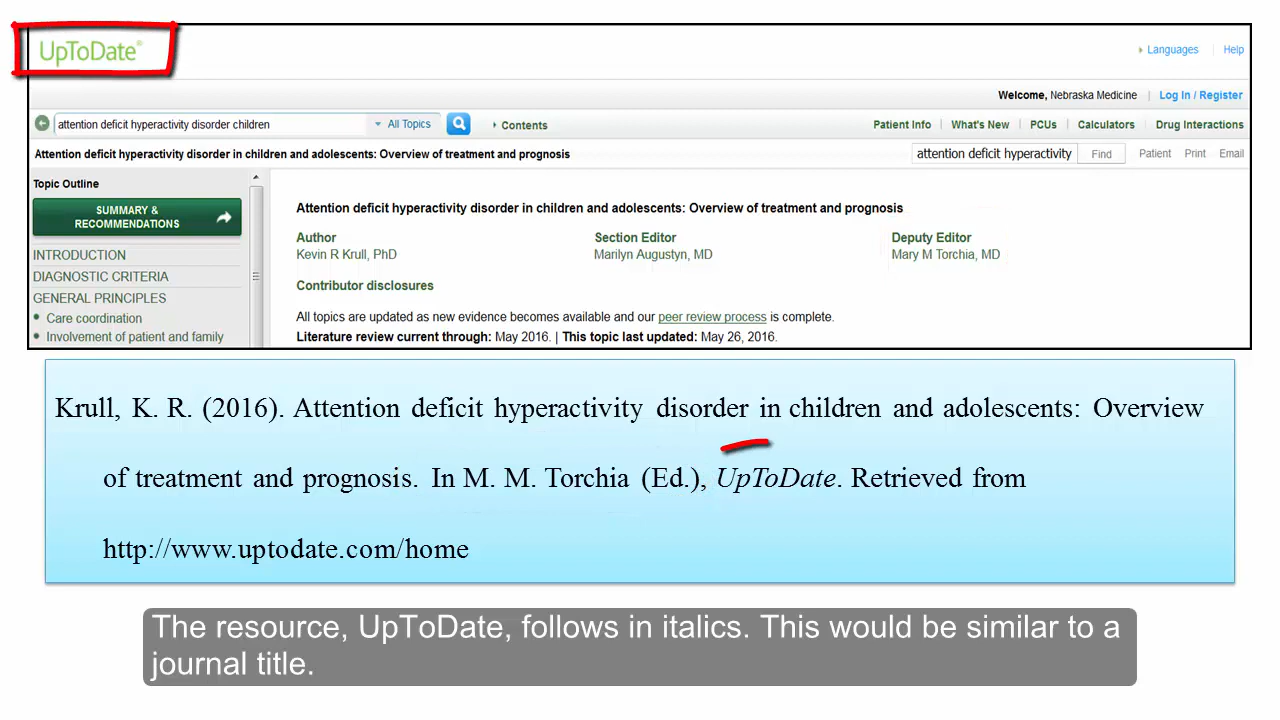 UpToDate®
Languages | Help
Welcome, Nebraska Medicine | Log In / Register
attention deficit hyperactivity disorder children All Topics Contents Patient Info | What's New | PCUs | Calculators | Drug Interactions
Attention deficit hyperactivity disorder in children and adolescents: Overview of treatment and prognosis attention deficit hyperactivity Find Patient Print Email
Topic Outline
SUMMARY &
RECOMMENDATIONS
INTRODUCTION
DIAGNOSTIC CRITERIA
GENERAL PRINCIPLES
• Care coordination
• Involvement of patient and family
Attention deficit hyperactivity disorder in children and adolescents: Overview of treatment and prognosis
Author Section Editor Deputy Editor
Kevin R Krull, PhD Marilyn Augustyn, MD Mary M Torchia, MD
Contributor disclosures
All topics are updated as new evidence becomes available and our peer review process is complete.
Literature review current through: May 2016. | This topic last updated: May 26, 2016.
Krull, K. R. (2016). Attention deficit hyperactivity disorder in children and adolescents: Overview
of treatment and prognosis. In M. M. Torchia (Ed.), UpToDate. Retrieved from
http://www.uptodate.com/home
The resource, UpToDate, follows in italics. This would be similar to a
journal title.